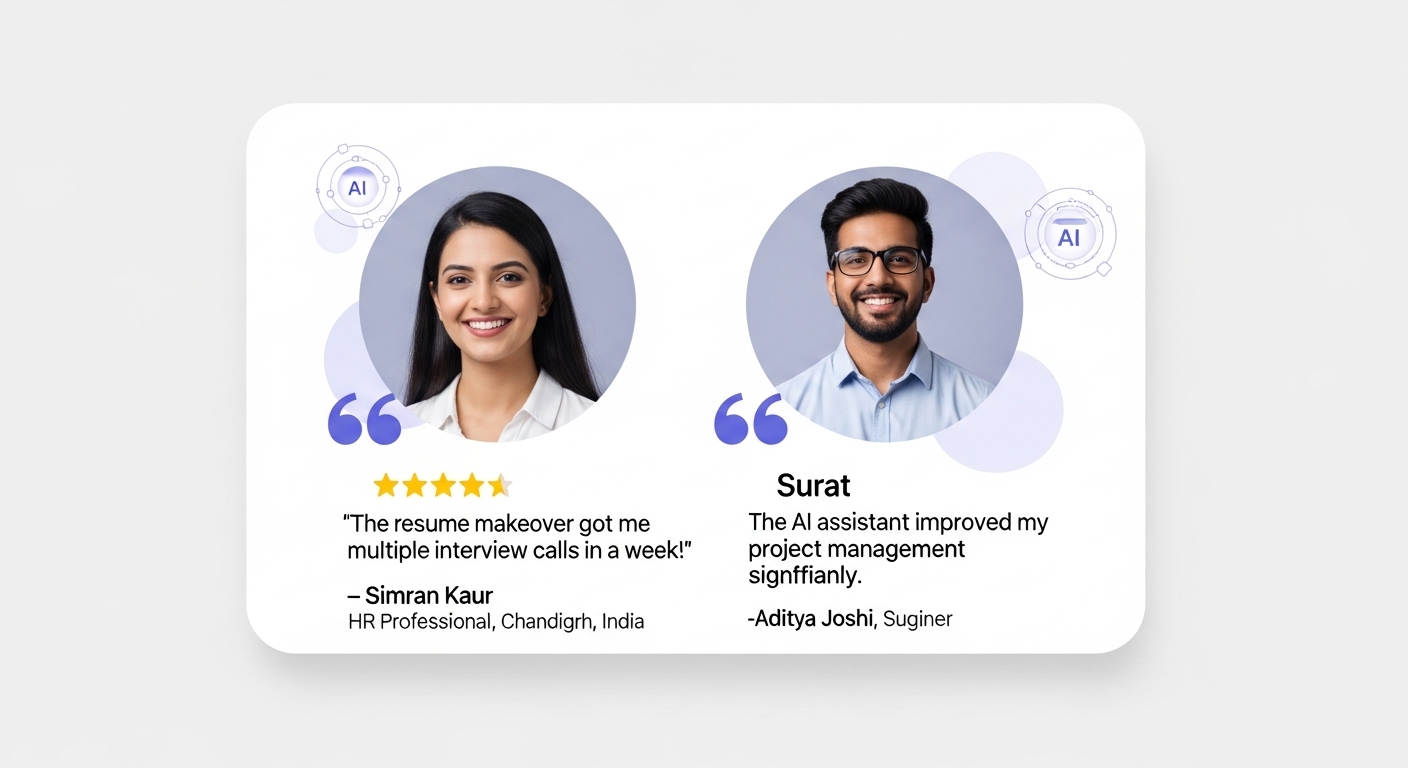 AI
"The resume makeover got me
multiple interview calls in a week!"
– Simran Kaur
HR Professional, Chandigrh, India
AI
Surat
The AI assistant improved my
project management
signffianly.
-Aditya Joshi, Suginer